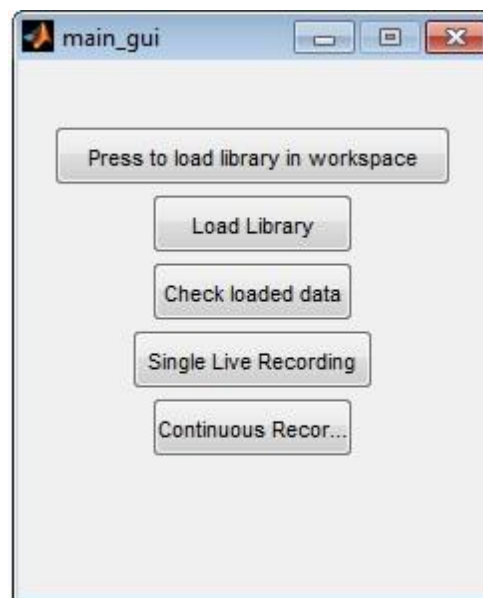 main_gui
Press to load library in workspace
Load Library
Check loaded data
Single Live Recording
Continuous Recor...